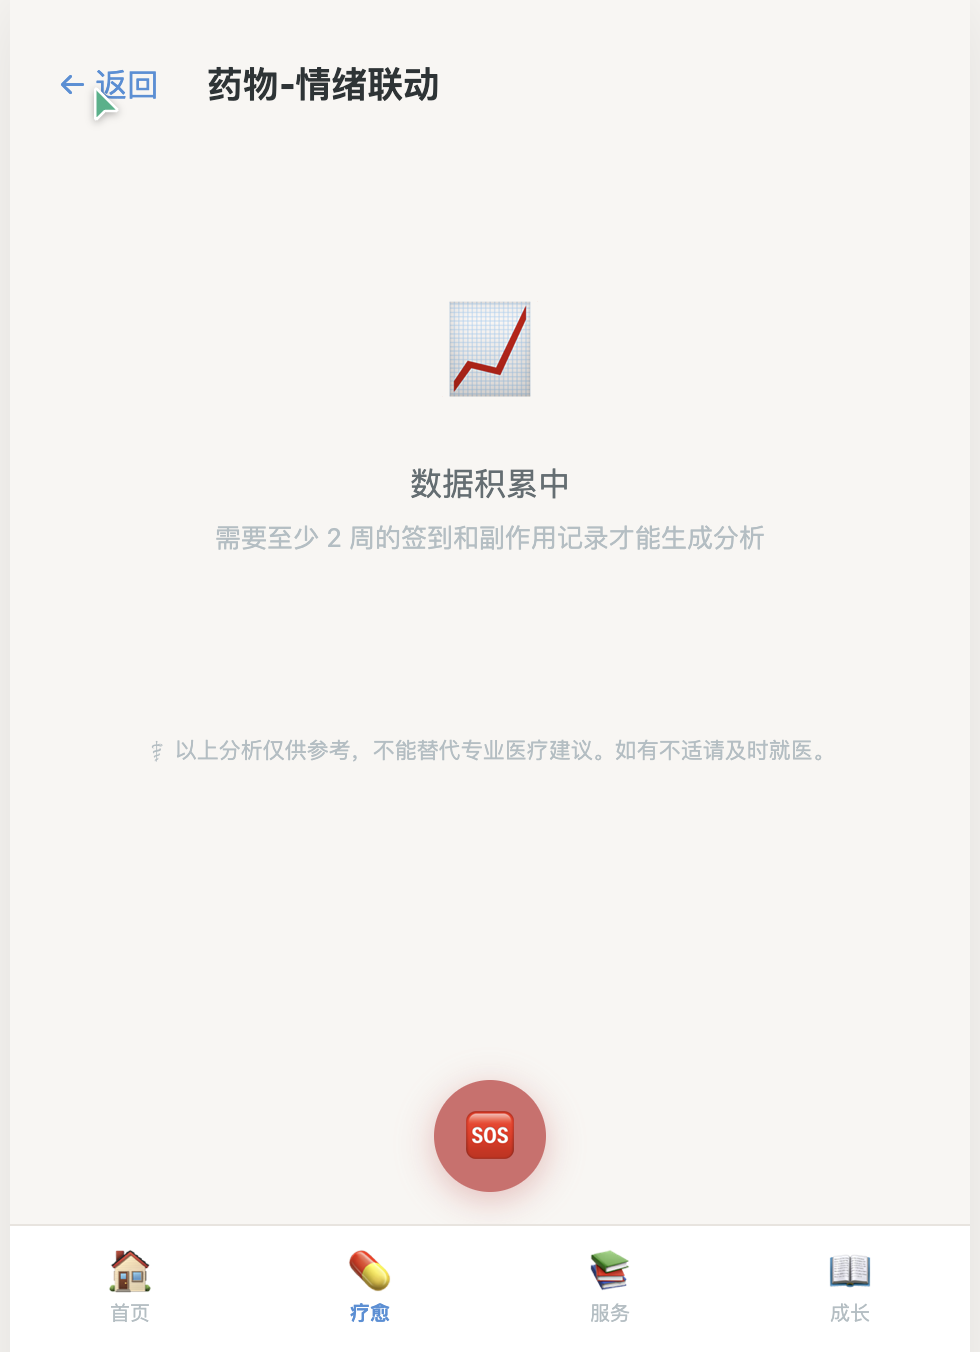 ← 返回 药物-情绪联动
数据积累中
需要至少 2 周的签到和副作用记录才能生成分析
⚕ 以上分析仅供参考，不能替代专业医疗建议。如有不适请及时就医。
SOS
首页 疗愈 服务 成长